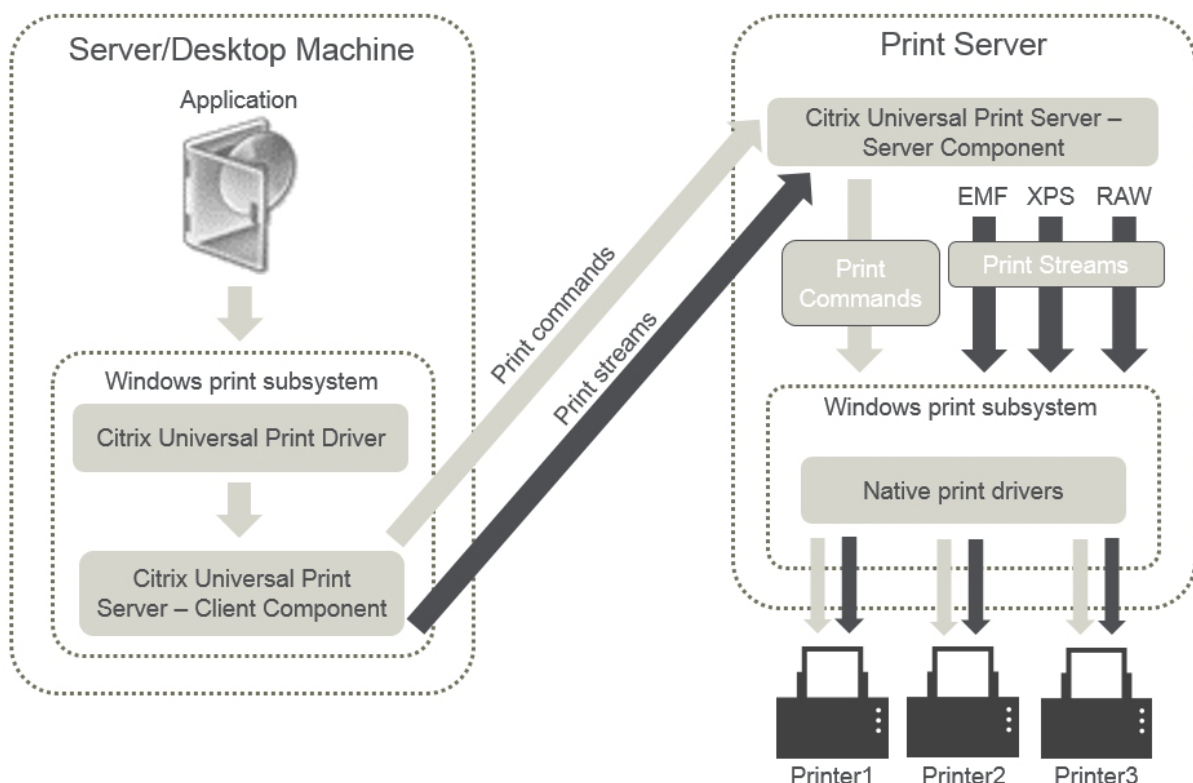 Server/Desktop Machine
Application
Windows print subsystem
Citrix Universal Print Driver
Citrix Universal Print
Server – Client Component
Print commands
Print streams
Print Server
Citrix Universal Print Server –
Server Component
EMF XPS RAW
Print
Commands
Print Streams
Windows print subsystem
Native print drivers
Printer1 Printer2 Printer3